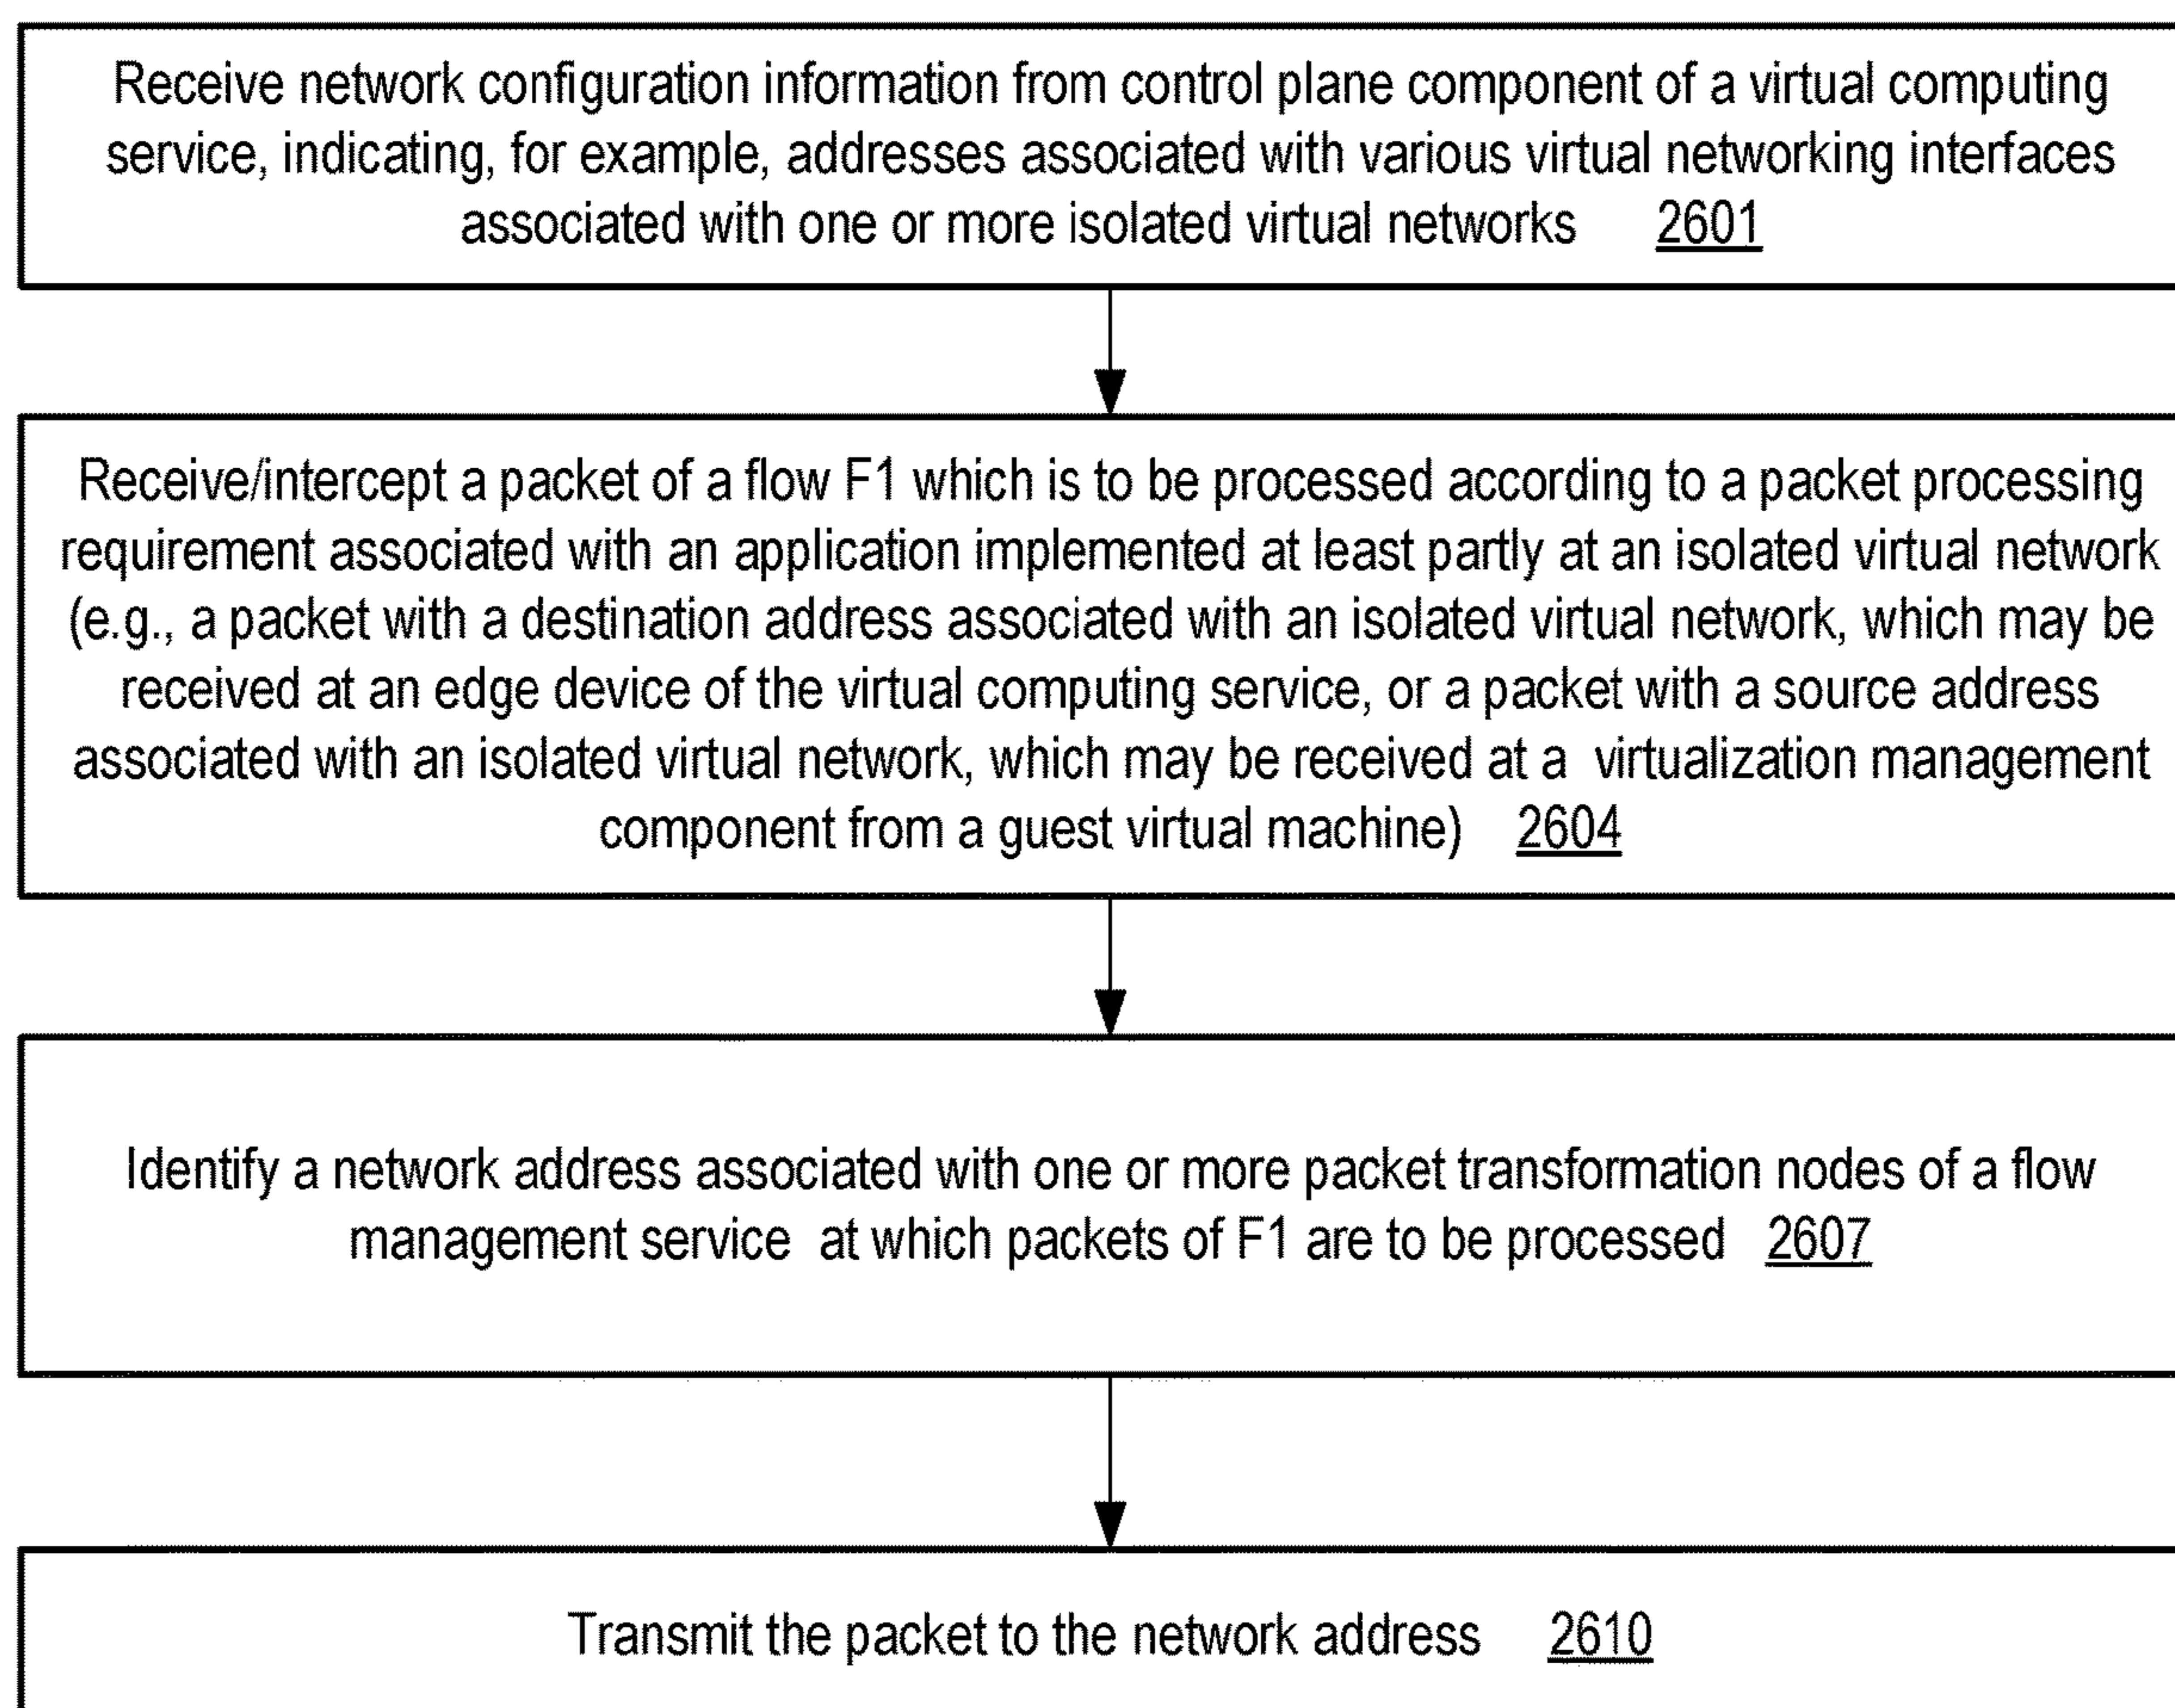 Receive network configuration information from control plane component of a virtual computing
service, indicating, for example, addresses associated with various virtual networking interfaces
associated with one or more isolated virtual networks 2601
Receive/intercept a packet of a flow F1 which is to be processed according to a packet processing
requirement associated with an application implemented at least partly at an isolated virtual network
(e.g., a packet with a destination address associated with an isolated virtual network, which may be
received at an edge device of the virtual computing service, or a packet with a source address
associated with an isolated virtual network, which may be received at a virtualization management
component from a guest virtual machine) 2604
Identify a network address associated with one or more packet transformation nodes of a flow
management service at which packets of F1 are to be processed 2607
Transmit the packet to the network address 2610